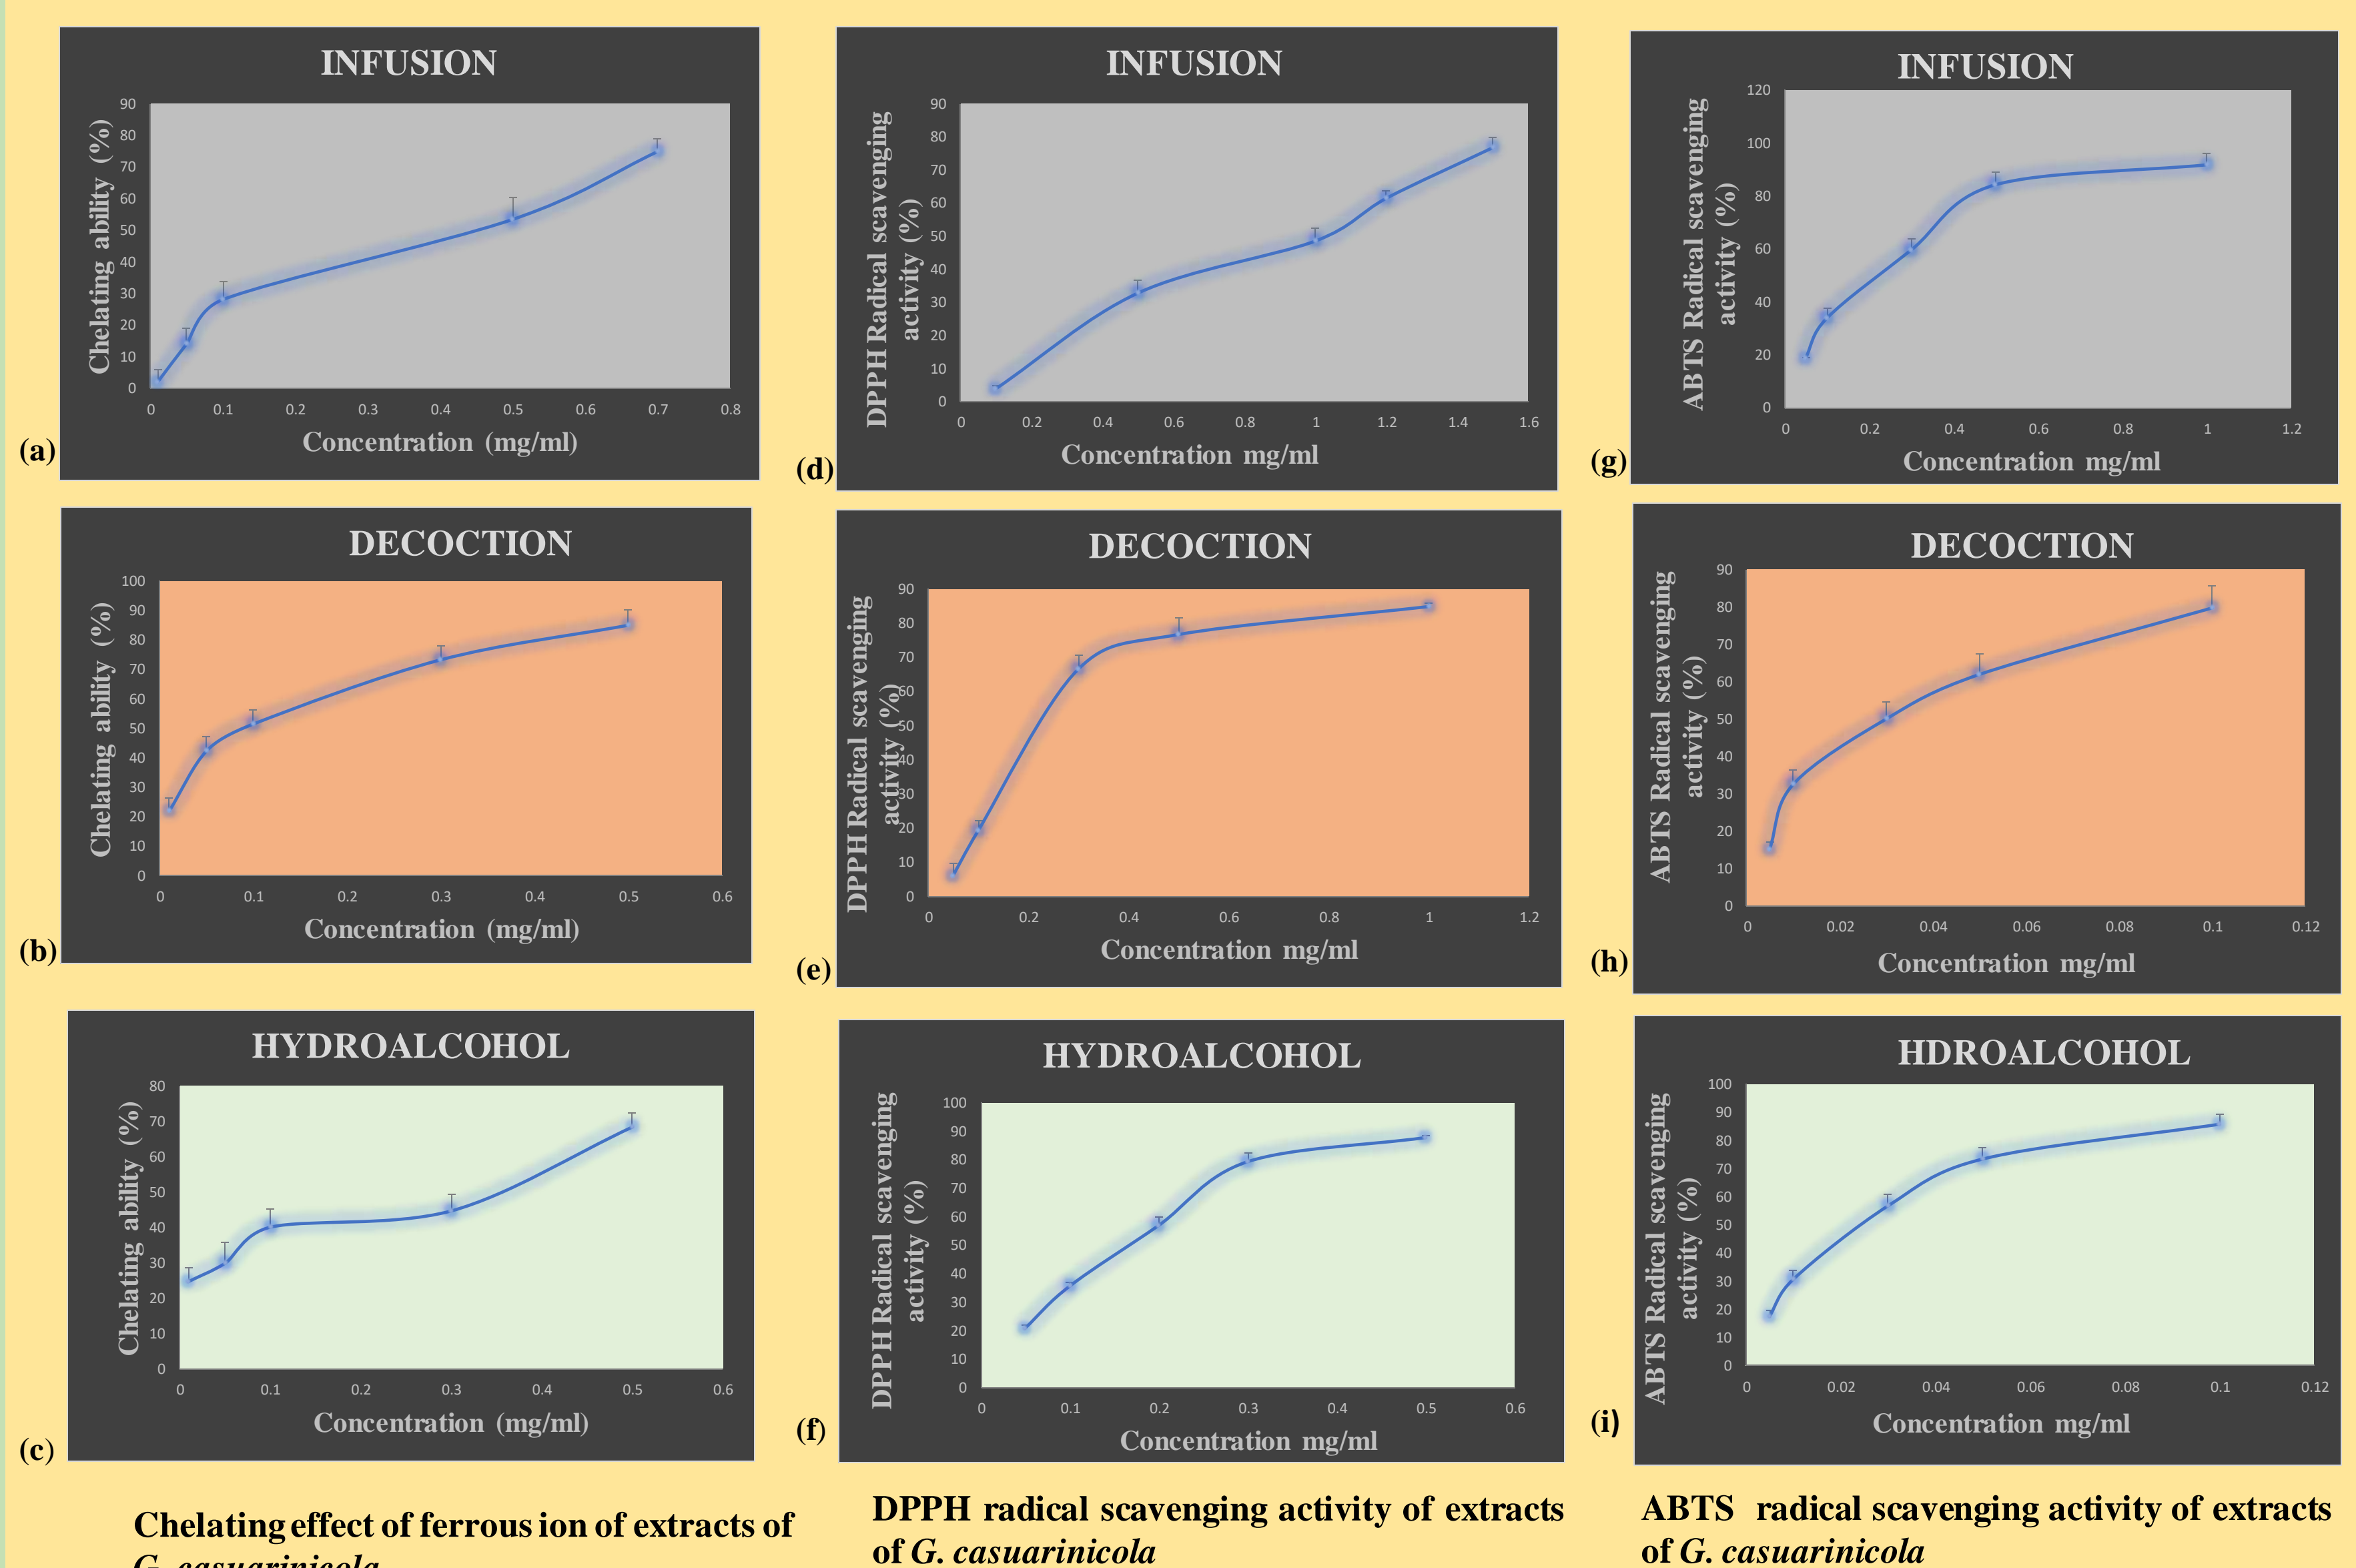 INFUSION
Chelating ability (%)
90
80
70
60
50
40
30
20
10
0
0 0.1 0.2 0.3 0.4 0.5 0.6 0.7 0.8
Concentration (mg/ml)
(a)
INFUSION
DPPH Radical scavenging
activity (%)
90
80
70
60
50
40
30
20
10
0
0 0.2 0.4 0.6 0.8 1 1.2 1.4 1.6
Concentration mg/ml
(d)
INFUSION
ABTS Radical scavenging
activity (%)
120
100
80
60
40
20
0
0 0.2 0.4 0.6 0.8 1 1.2
Concentration mg/ml
(g)
DECOCTION
Chelating ability (%)
100
90
80
70
60
50
40
30
20
10
0
0 0.1 0.2 0.3 0.4 0.5 0.6
Concentration (mg/ml)
(b)
DECOCTION
DPPH Radical scavenging
activity (%)
90
80
70
60
50
40
30
20
10
0
0 0.2 0.4 0.6 0.8 1 1.2
Concentration mg/ml
(e)
DECOCTION
ABTS Radical scavenging
activity (%)
90
80
70
60
50
40
30
20
10
0
0 0.02 0.04 0.06 0.08 0.1 0.12
Concentration mg/ml
(h)
HYDROALCOHOL
Chelating ability (%)
80
70
60
50
40
30
20
10
0
0 0.1 0.2 0.3 0.4 0.5 0.6
Concentration (mg/ml)
(c)
HYDROALCOHOL
DPPH Radical scavenging
activity (%)
100
90
80
70
60
50
40
30
20
10
0
0 0.1 0.2 0.3 0.4 0.5 0.6
Concentration mg/ml
(f)
HDROALCOHOL
ABTS Radical scavenging
activity (%)
100
90
80
70
60
50
40
30
20
10
0
0 0.02 0.04 0.06 0.08 0.1 0.12
Concentration mg/ml
(i)
Chelating effect of ferrous ion of extracts of
G. casuarinicola
DPPH radical scavenging activity of extracts
of G. casuarinicola
ABTS radical scavenging activity of extracts
of G. casuarinicola